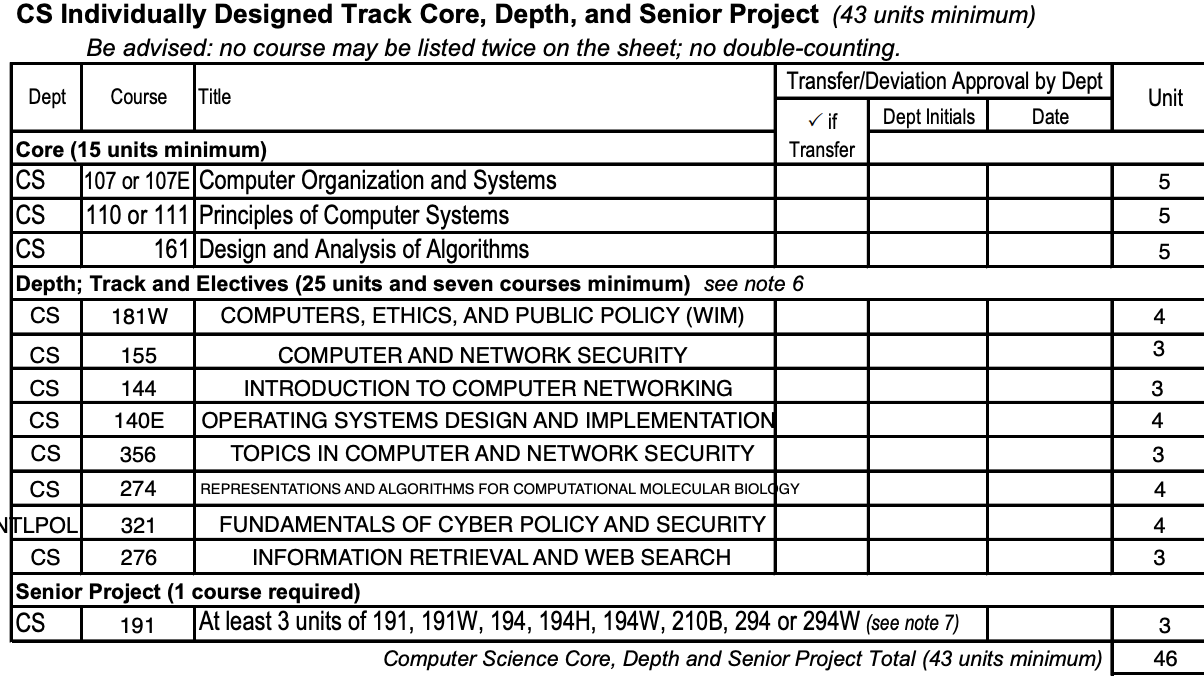 CS Individually Designed Track Core, Depth, and Senior Project (43 units minimum)
Be advised: no course may be listed twice on the sheet; no double-counting.
Dept Course Title Transfer/Deviation Approval by Dept Unit
✓ if Transfer Dept Initials Date
Core (15 units minimum)
CS 107 or 107E Computer Organization and Systems 5
CS 110 or 111 Principles of Computer Systems 5
CS 161 Design and Analysis of Algorithms 5
Depth; Track and Electives (25 units and seven courses minimum) see note 6
CS 181W COMPUTERS, ETHICS, AND PUBLIC POLICY (WIM) 4
CS 155 COMPUTER AND NETWORK SECURITY 3
CS 144 INTRODUCTION TO COMPUTER NETWORKING 3
CS 140E OPERATING SYSTEMS DESIGN AND IMPLEMENTATION 4
CS 356 TOPICS IN COMPUTER AND NETWORK SECURITY 3
CS 274 REPRESENTATIONS AND ALGORITHMS FOR COMPUTATIONAL MOLECULAR BIOLOGY 4
NTLPOL 321 FUNDAMENTALS OF CYBER POLICY AND SECURITY 4
CS 276 INFORMATION RETRIEVAL AND WEB SEARCH 3
Senior Project (1 course required)
CS 191 At least 3 units of 191, 191W, 194, 194H, 194W, 210B, 294 or 294W (see note 7) 3
Computer Science Core, Depth and Senior Project Total (43 units minimum) 46